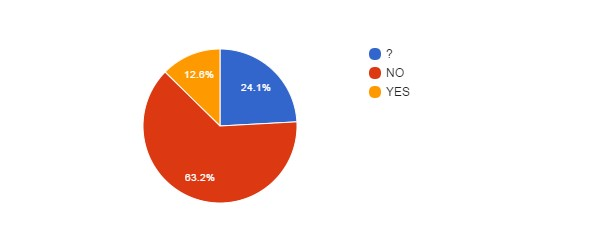 ?
NO
YES
12.6%
24.1%
63.2%